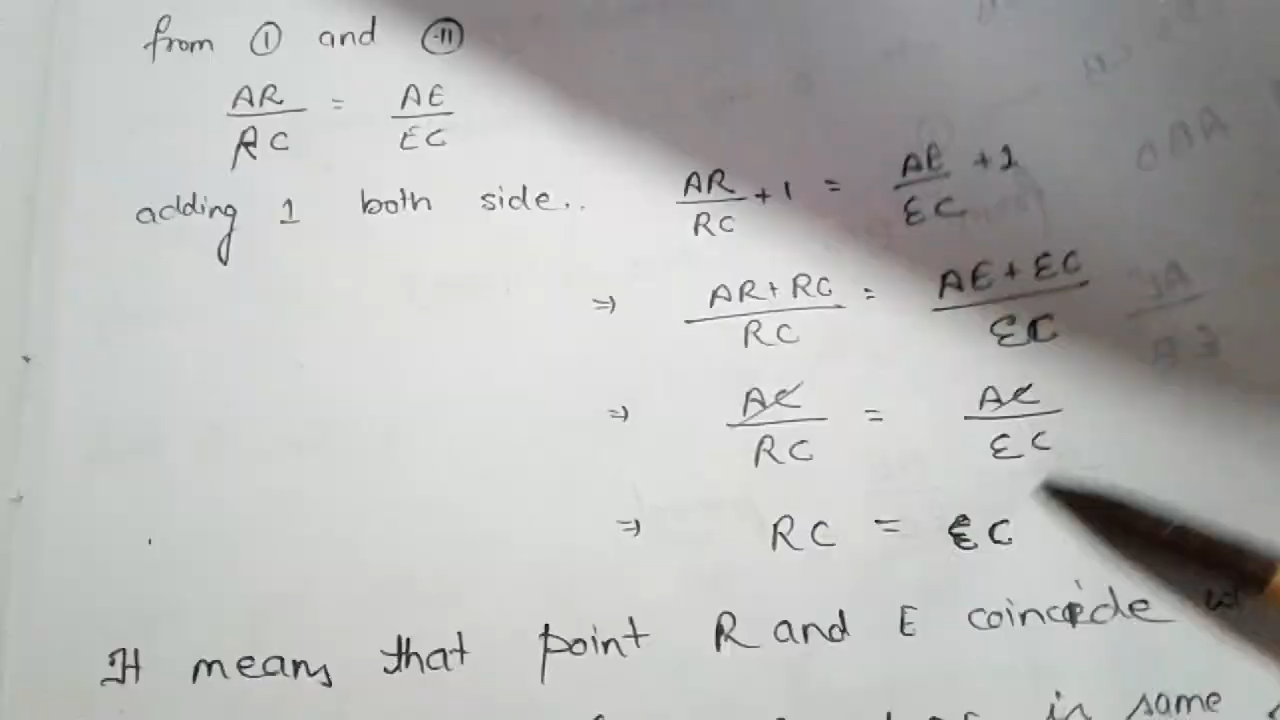 from ① and ⑪
AR/RC = AE/EC
adding 1 both side.. AR/RC + 1 = AE/EC + 1
⇒ AR+RC/RC = AE+EC/EC
⇒ AC/RC = AC/EC
⇒ RC = EC
It means that point R and E coincide
in same